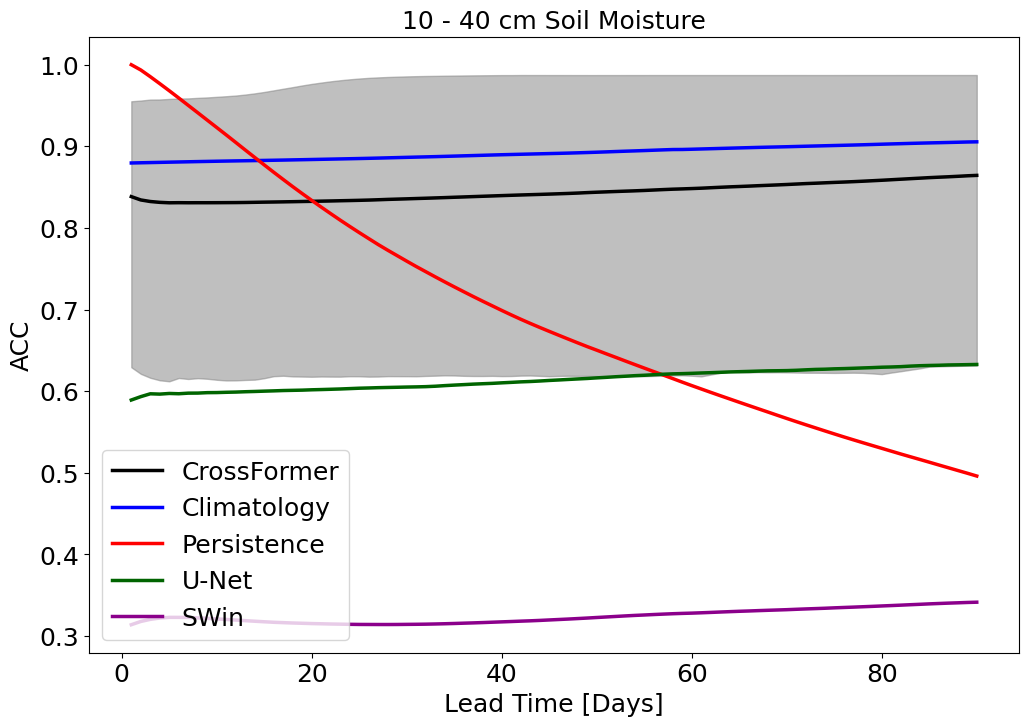 10 - 40 cm Soil Moisture
ACC
1.0
0.9
0.8
0.7
0.6
0.5
0.4
0.3
CrossFormer
Climatology
Persistence
U-Net
SWin
0 20 40 60 80
Lead Time [Days]